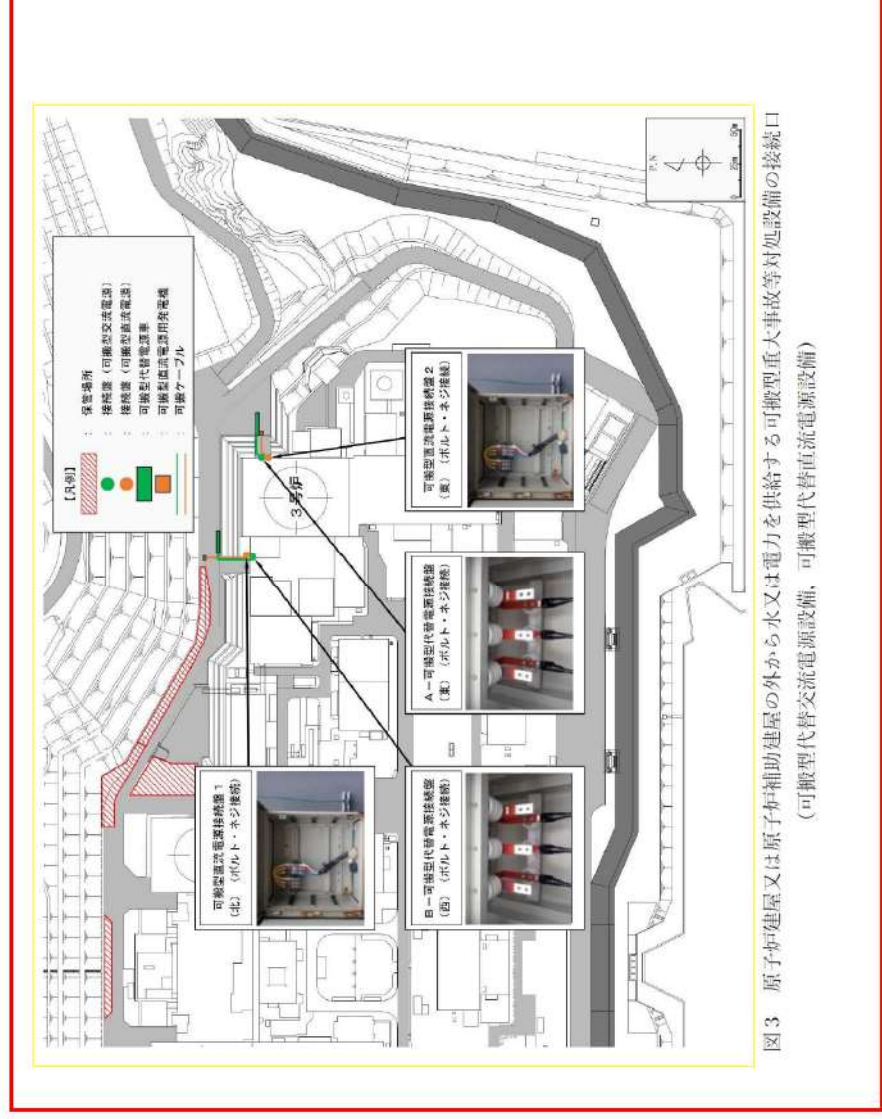 【凡例】
： 保管場所
： 接続盤（可搬型交流電源）
： 接続盤（可搬型直流電源）
： 可搬型代替電源車
： 可搬型直流電源用発電機
： 可搬ケーブル
3号炉
可搬型直流電源接続盤1
（北）（ボルト・ネジ接続）
B－可搬型代替電源接続盤
（西）（ボルト・ネジ接続）
A－可搬型代替電源接続盤
（東）（ボルト・ネジ接続）
可搬型直流電源接続盤2
（東）（ボルト・ネジ接続）
P.N
0 25m 50m
図3 原子炉建屋又は原子炉補助建屋の外から水又は電力を供給する可搬型重大事故等対処設備の接続口
（可搬型代替交流電源設備，可搬型代替直流電源設備）